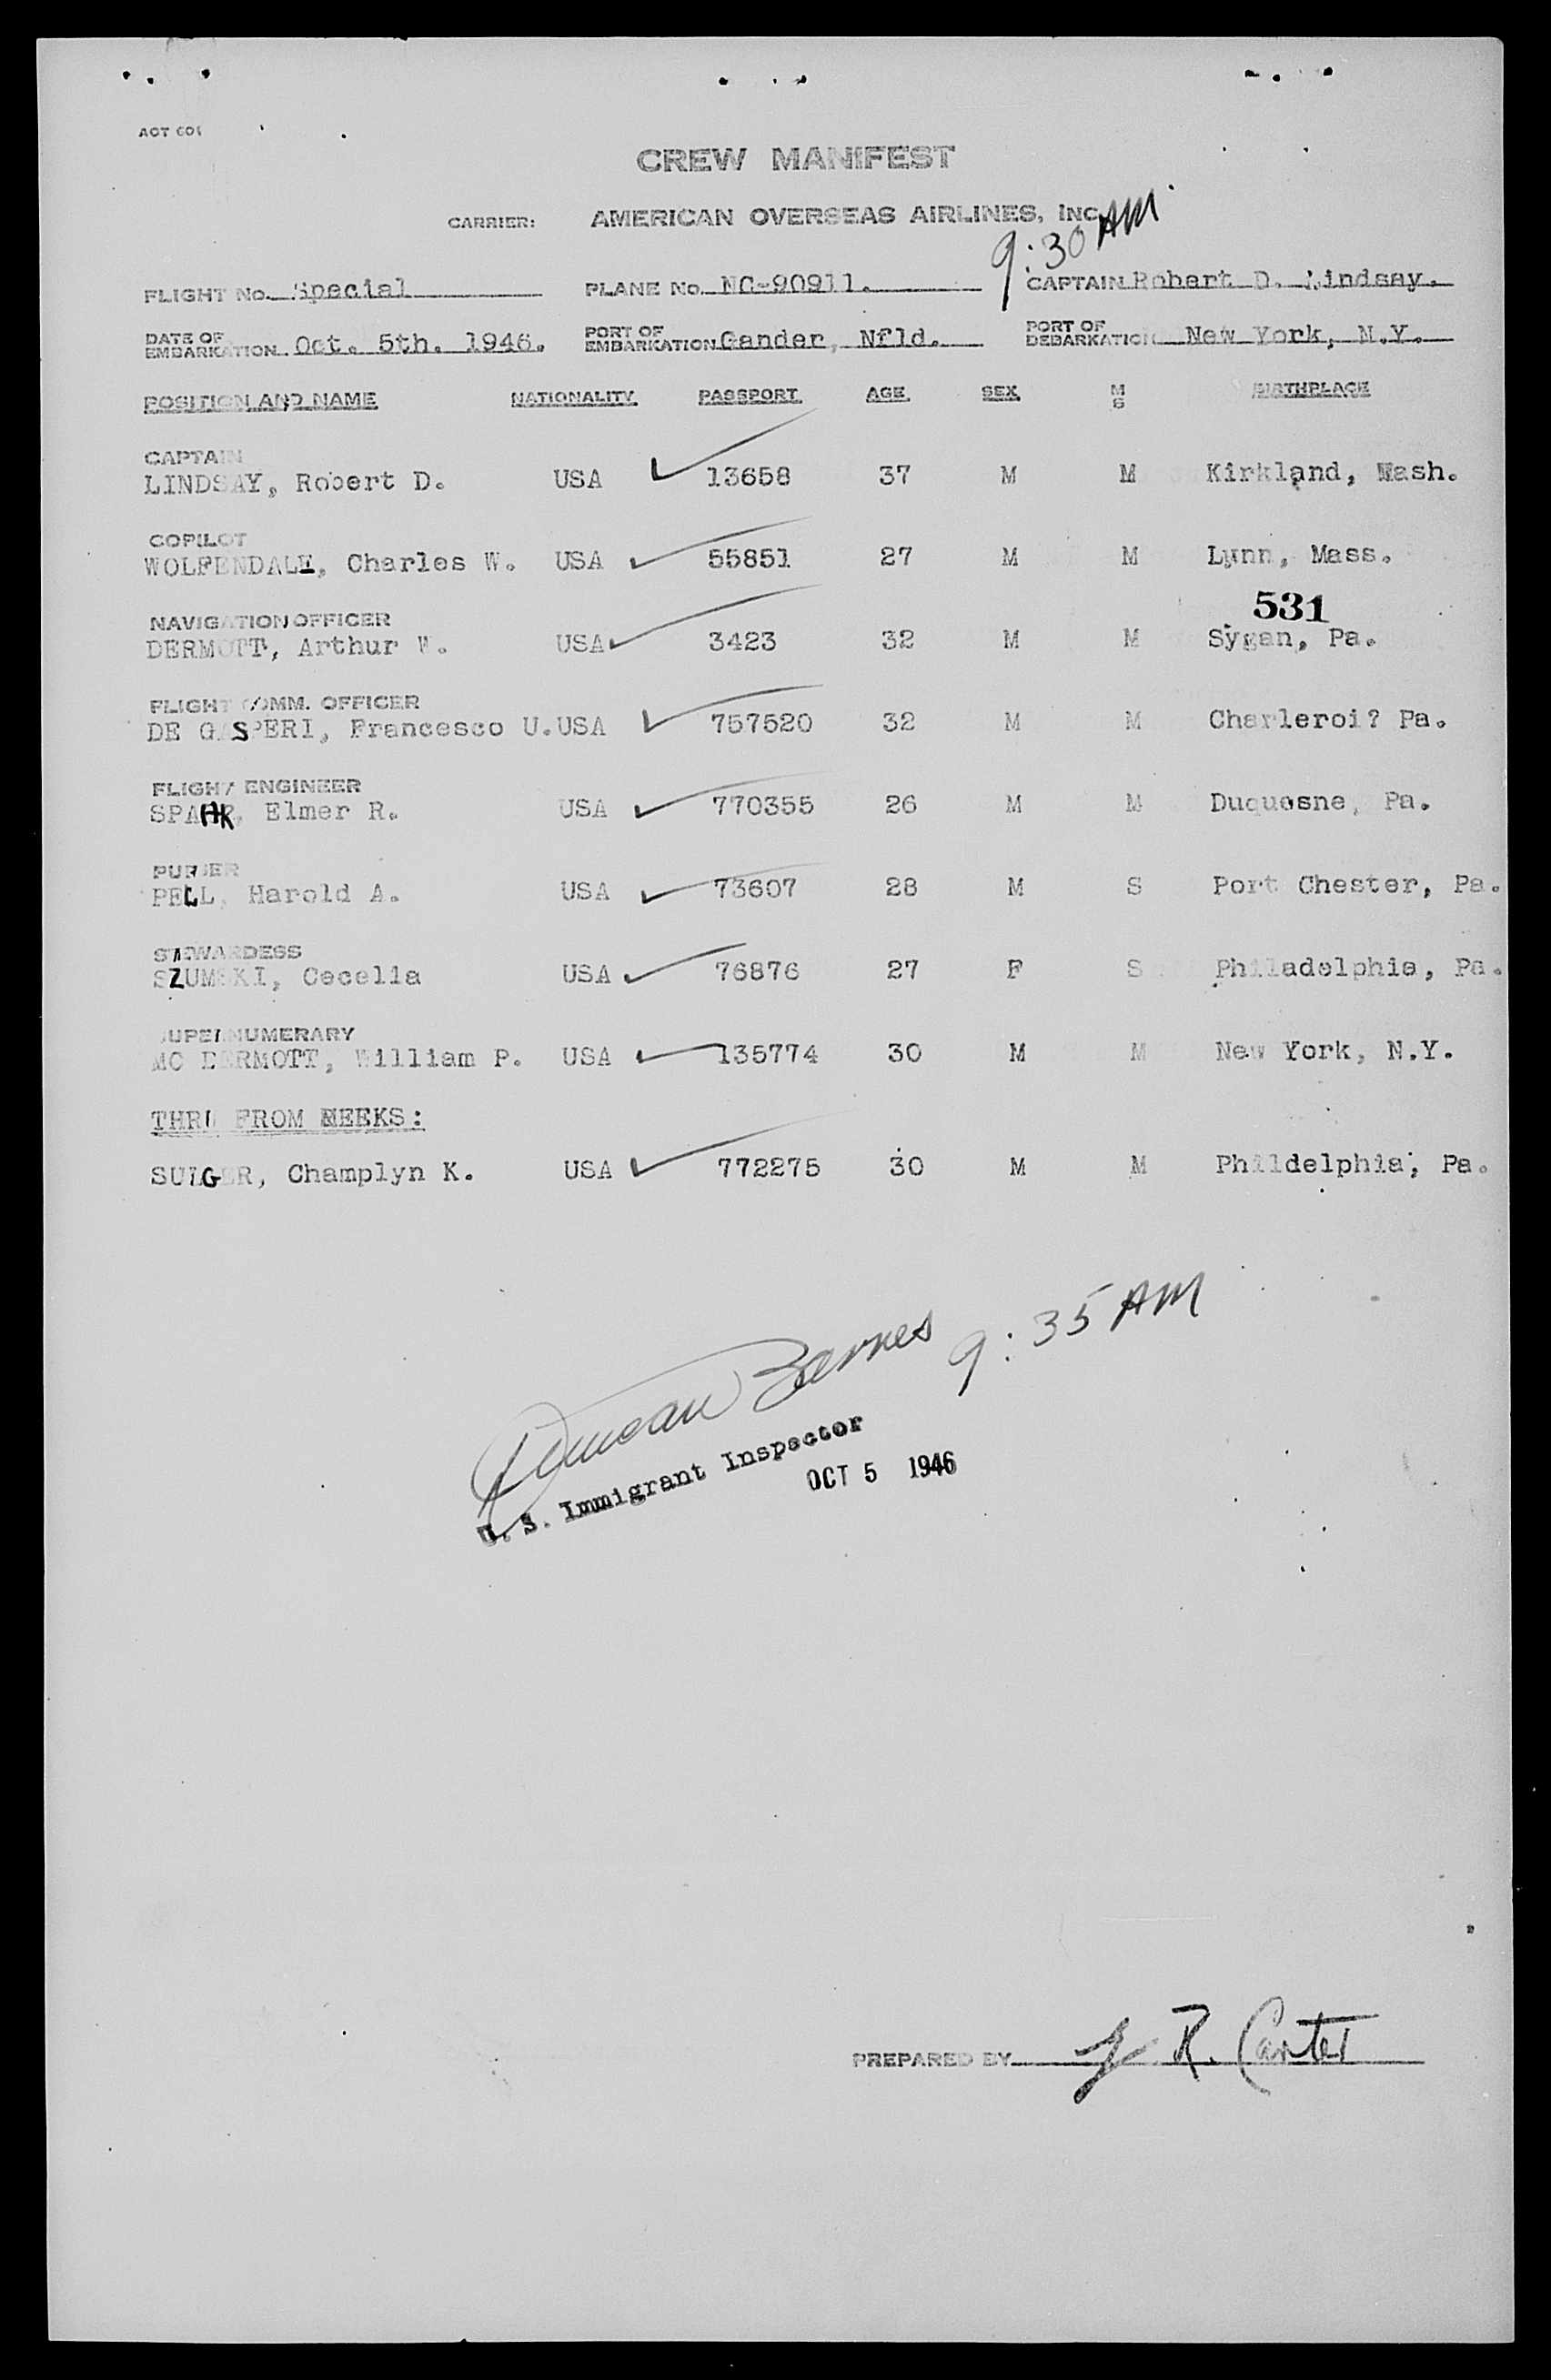 CREW MANIFEST
CARRIER: AMERICAN OVERSEAS AIRLINES, INC.
9:30 AM
FLIGHT No. Special PLANE No. NC-90911. CAPTAIN Robert D. Lindsay.
DATE OF EMBARKATION Oct. 5th. 1946. PORT OF EMBARKATION Gander, Nfld. PORT OF DEBARKATION New York, N.Y.
POSITION AND NAME NATIONALITY PASSPORT AGE SEX M S BIRTHPLACE
CAPTAIN
LINDSAY, Robert D. USA 13658 37 M M Kirkland, Wash.
COPILOT
WOLFENDALE, Charles W. USA 55851 27 M M Lynn, Mass.
531
NAVIGATION OFFICER
DERMOTT, Arthur W. USA 3423 32 M M Sygan, Pa.
FLIGHT COMM. OFFICER
DE GASPERI, Francesco U. USA 757520 32 M M Charleroi? Pa.
FLIGHT ENGINEER
SPAHR, Elmer R. USA 770355 26 M M Duquesne, Pa.
PURSER
PELL, Harold A. USA 73607 28 M S Port Chester, Pa.
STEWARDESS
SZUMSKI, Cecelia USA 76876 27 F S Philadelphia, Pa.
SUPERNUMERARY
MC DERMOTT, William P. USA 135774 30 M M New York, N.Y.
THRU FROM MEEKS:
SULGER, Champlyn K. USA 772275 30 M M Phildelphia, Pa.
Duncan Barnes 9:35 AM
U. S. Immigrant Inspector
OCT 5 1946
PREPARED BY R. Carter